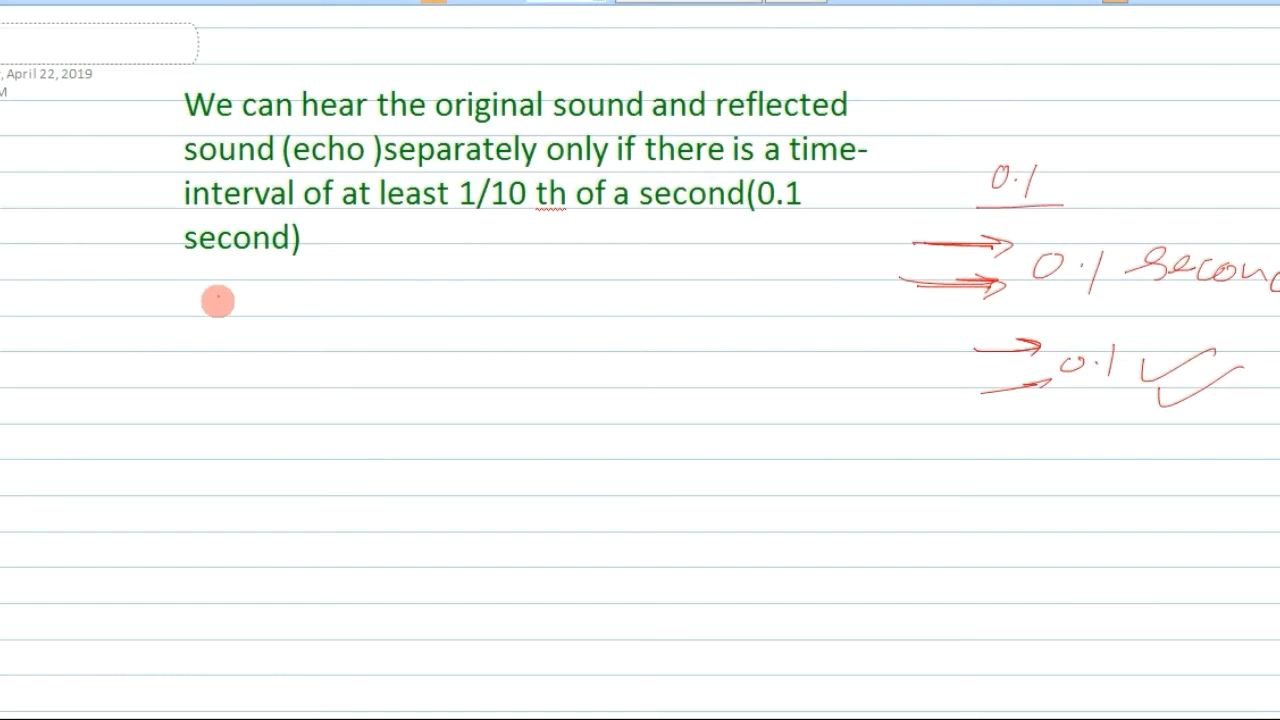 , April 22, 2019
M
We can hear the original sound and reflected
sound (echo )separately only if there is a time-
interval of at least 1/10 th of a second(0.1
second)
0.1
0.1 Second
0.1